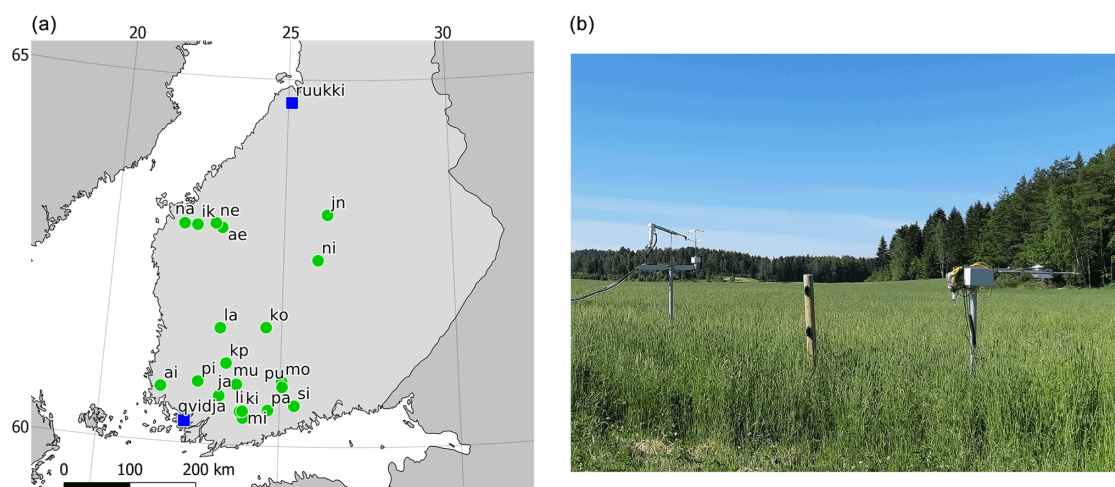 (a)
(b)
20
25
30
65
ruukki
na
ik
ne
ae
jn
ni
la
ko
kp
ai
pi
mu
ja
pu
mo
li
ki
pa
si
qvidja
mi
60
0 100 200 km